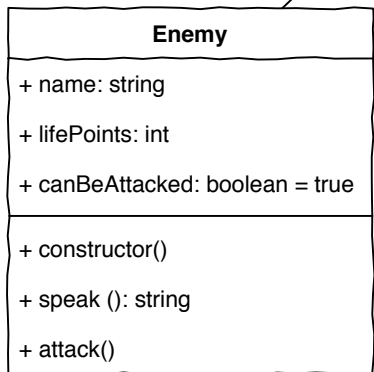 Enemy
+ name: string
+ lifePoints: int
+ canBeAttacked: boolean = true
+ constructor()
+ speak (): string
+ attack()